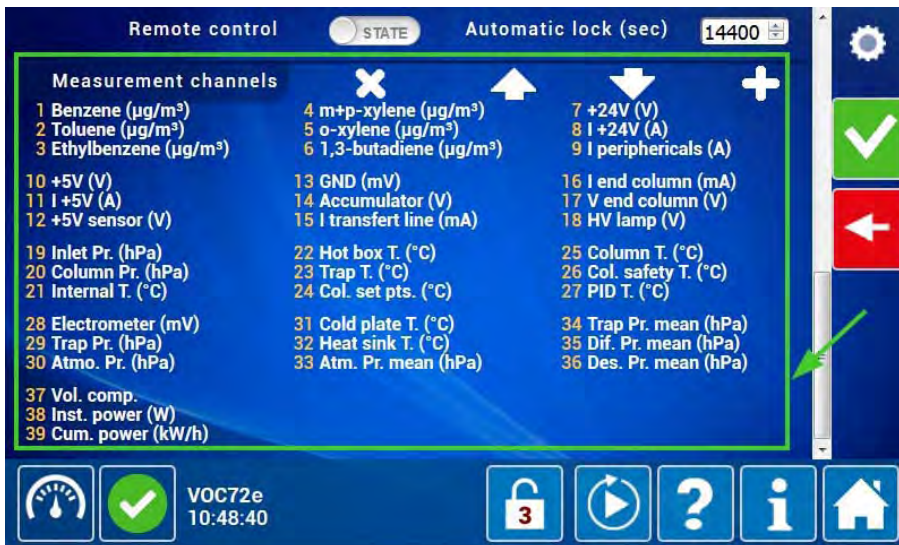 Remote control STATE Automatic lock (sec) 14400
Measurement channels
1 Benzene (µg/m³) 4 m+p-xylene (µg/m³) 7 +24V (V)
2 Toluene (µg/m³) 5 o-xylene (µg/m³) 8 I +24V (A)
3 Ethylbenzene (µg/m³) 6 1,3-butadiene (µg/m³) 9 I periphericals (A)
10 +5V (V) 13 GND (mV) 16 I end column (mA)
11 I +5V (A) 14 Accumulator (V) 17 V end column (V)
12 +5V sensor (V) 15 I transfert line (mA) 18 HV lamp (V)
19 Inlet Pr. (hPa) 22 Hot box T. (°C) 25 Column T. (°C)
20 Column Pr. (hPa) 23 Trap T. (°C) 26 Col. safety T. (°C)
21 Internal T. (°C) 24 Col. set pts. (°C) 27 PID T. (°C)
28 Electrometer (mV) 31 Cold plate T. (°C) 34 Trap Pr. mean (hPa)
29 Trap Pr. (hPa) 32 Heat sink T. (°C) 35 Dif. Pr. mean (hPa)
30 Atmo. Pr. (hPa) 33 Atm. Pr. mean (hPa) 36 Des. Pr. mean (hPa)
37 Vol. comp.
38 Inst. power (W)
39 Cum. power (kW/h)
VOC72e
10:48:40
3
?
i